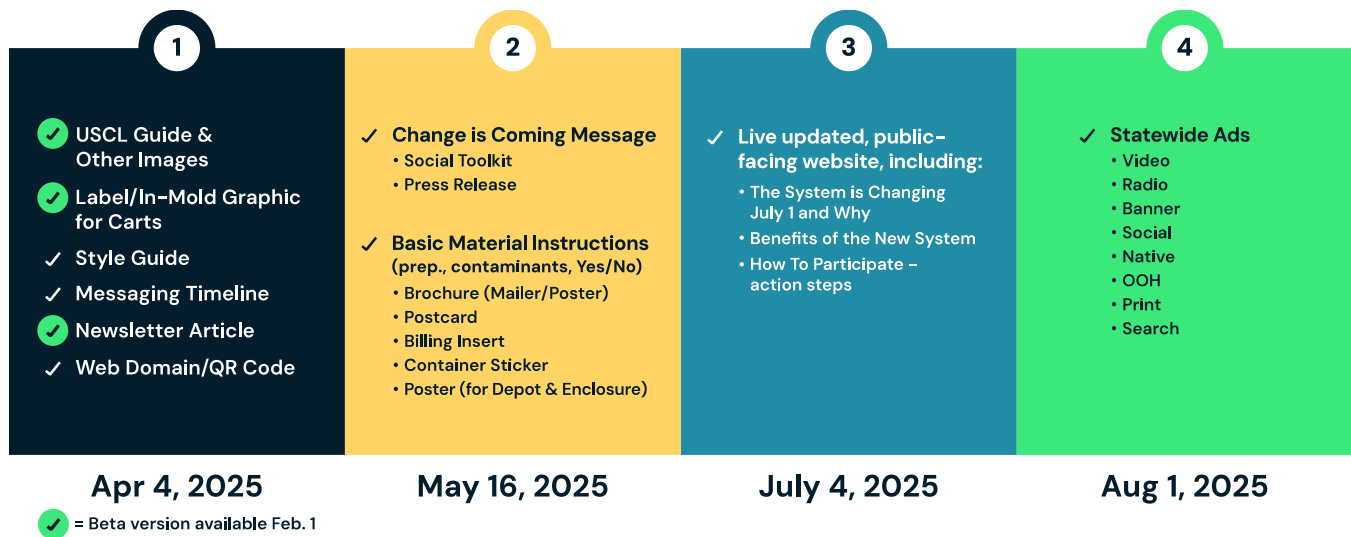 1
USCL Guide &
Other Images
Label/In-Mold Graphic
for Carts
Style Guide
Messaging Timeline
Newsletter Article
Web Domain/QR Code
Apr 4, 2025
= Beta version available Feb. 1
2
Change is Coming Message
• Social Toolkit
• Press Release
Basic Material Instructions
(prep., contaminants, Yes/No)
• Brochure (Mailer/Poster)
• Postcard
• Billing Insert
• Container Sticker
• Poster (for Depot & Enclosure)
May 16, 2025
3
Live updated, public-
facing website, including:
• The System is Changing
July 1 and Why
• Benefits of the New System
• How To Participate –
action steps
July 4, 2025
4
Statewide Ads
• Video
• Radio
• Banner
• Social
• Native
• OOH
• Print
• Search
Aug 1, 2025